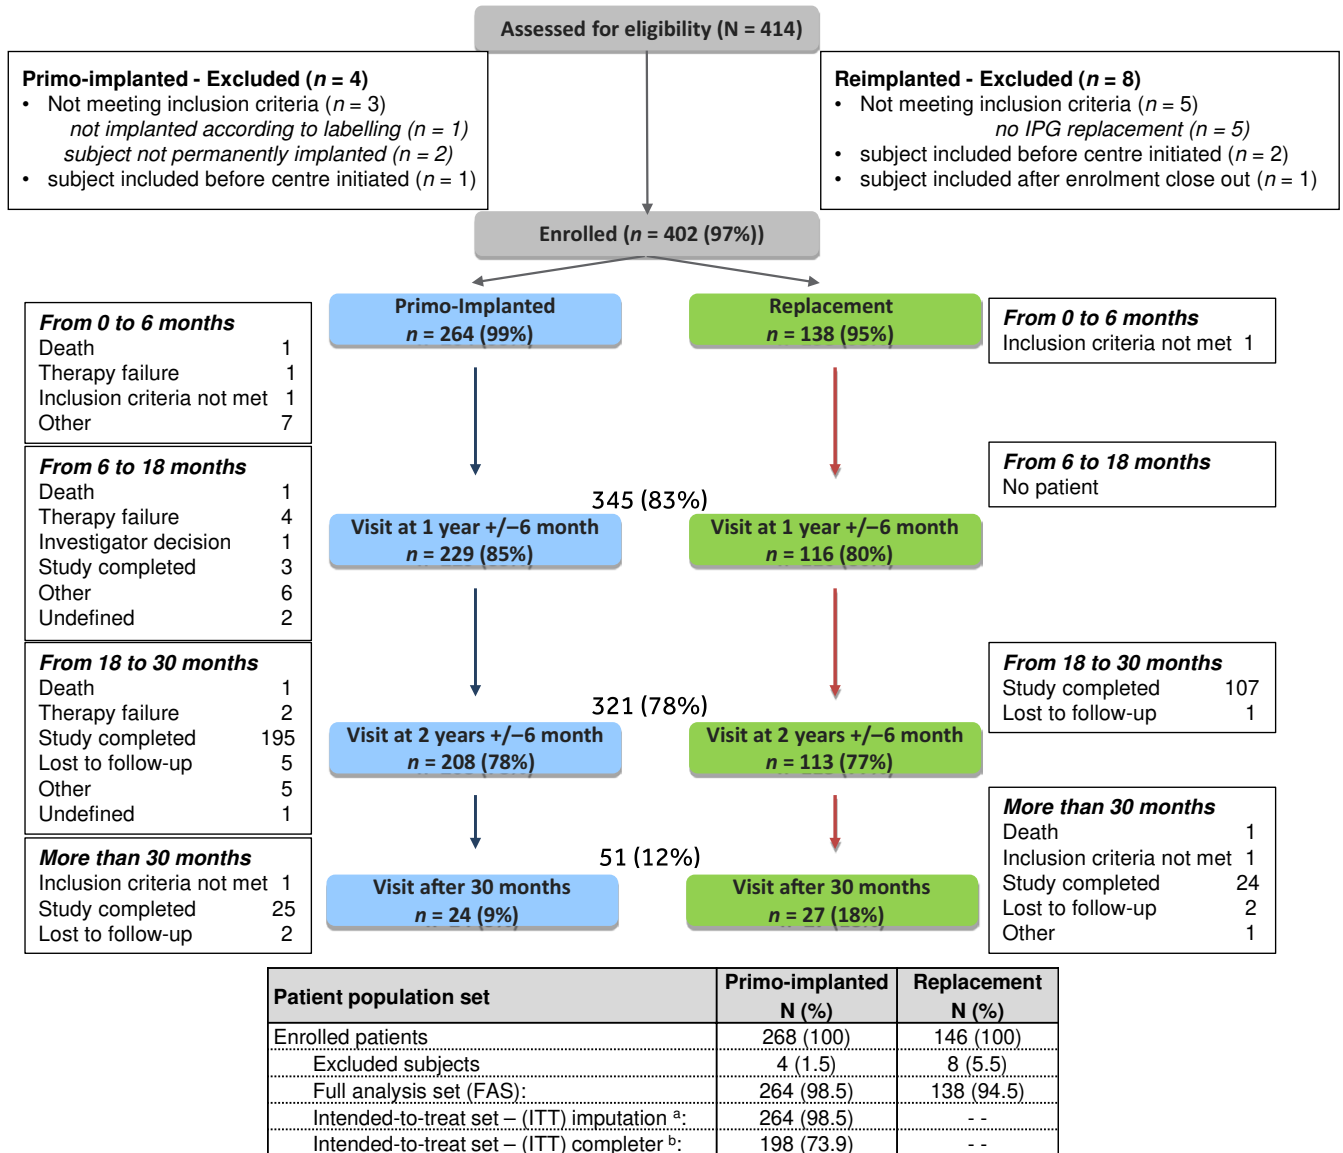 Assessed for eligibility (N = 414)
Primo-implanted - Excluded (n = 4)
• Not meeting inclusion criteria (n = 3)
not implanted according to labelling (n = 1)
subject not permanently implanted (n = 2)
• subject included before centre initiated (n = 1)
Reimplanted - Excluded (n = 8)
• Not meeting inclusion criteria (n = 5)
no IPG replacement (n = 5)
• subject included before centre initiated (n = 2)
• subject included after enrolment close out (n = 1)
Enrolled (n = 402 (97%))
Primo-Implanted
n = 264 (99%)
Replacement
n = 138 (95%)
From 0 to 6 months
Death 1
Therapy failure 1
Inclusion criteria not met 1
Other 7
From 0 to 6 months
Inclusion criteria not met 1
From 6 to 18 months
Death 1
Therapy failure 4
Investigator decision 1
Study completed 3
Other 6
Undefined 2
From 6 to 18 months
No patient
345 (83%)
Visit at 1 year +/−6 month
n = 229 (85%)
Visit at 1 year +/−6 month
n = 116 (80%)
From 18 to 30 months
Death 1
Therapy failure 2
Study completed 195
Lost to follow-up 5
Other 5
Undefined 1
From 18 to 30 months
Study completed 107
Lost to follow-up 1
321 (78%)
Visit at 2 years +/−6 month
n = 208 (78%)
Visit at 2 years +/−6 month
n = 113 (77%)
More than 30 months
Inclusion criteria not met 1
Study completed 25
Lost to follow-up 2
More than 30 months
Death 1
Inclusion criteria not met 1
Study completed 24
Lost to follow-up 2
Other 1
51 (12%)
Visit after 30 months
n = 24 (9%)
Visit after 30 months
n = 27 (18%)
Patient population set Primo-implanted N (%) Replacement N (%)
Enrolled patients 268 (100) 146 (100)
Excluded subjects 4 (1.5) 8 (5.5)
Full analysis set (FAS): 264 (98.5) 138 (94.5)
Intended-to-treat set – (ITT) imputation a: 264 (98.5) - -
Intended-to-treat set – (ITT) completer b: 198 (73.9) - -